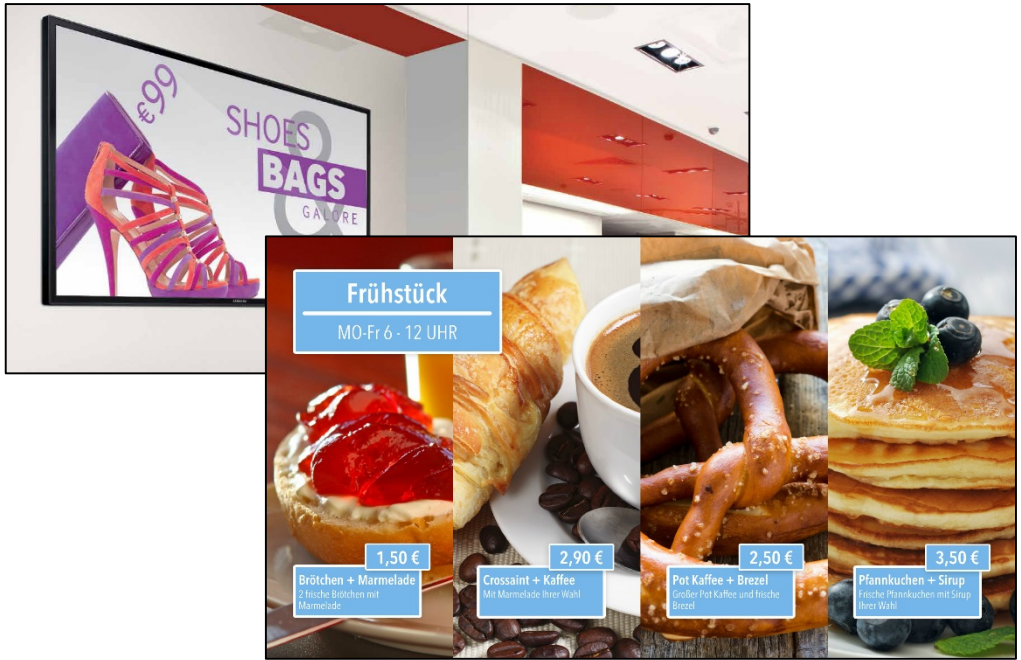 €99
SHOES
&
BAGS
GALORE
Frühstück
MO-Fr 6 - 12 UHR
1,50 €
Brötchen + Marmelade
2 frische Brötchen mit
Marmelade
2,90 €
Crossaint + Kaffee
Mit Marmelade Ihrer Wahl
2,50 €
Pot Kaffee + Brezel
Großer Pot Kaffee und frische
Brezel
3,50 €
Pfannkuchen + Sirup
Frische Pfannkuchen mit Sirup
Ihrer Wahl